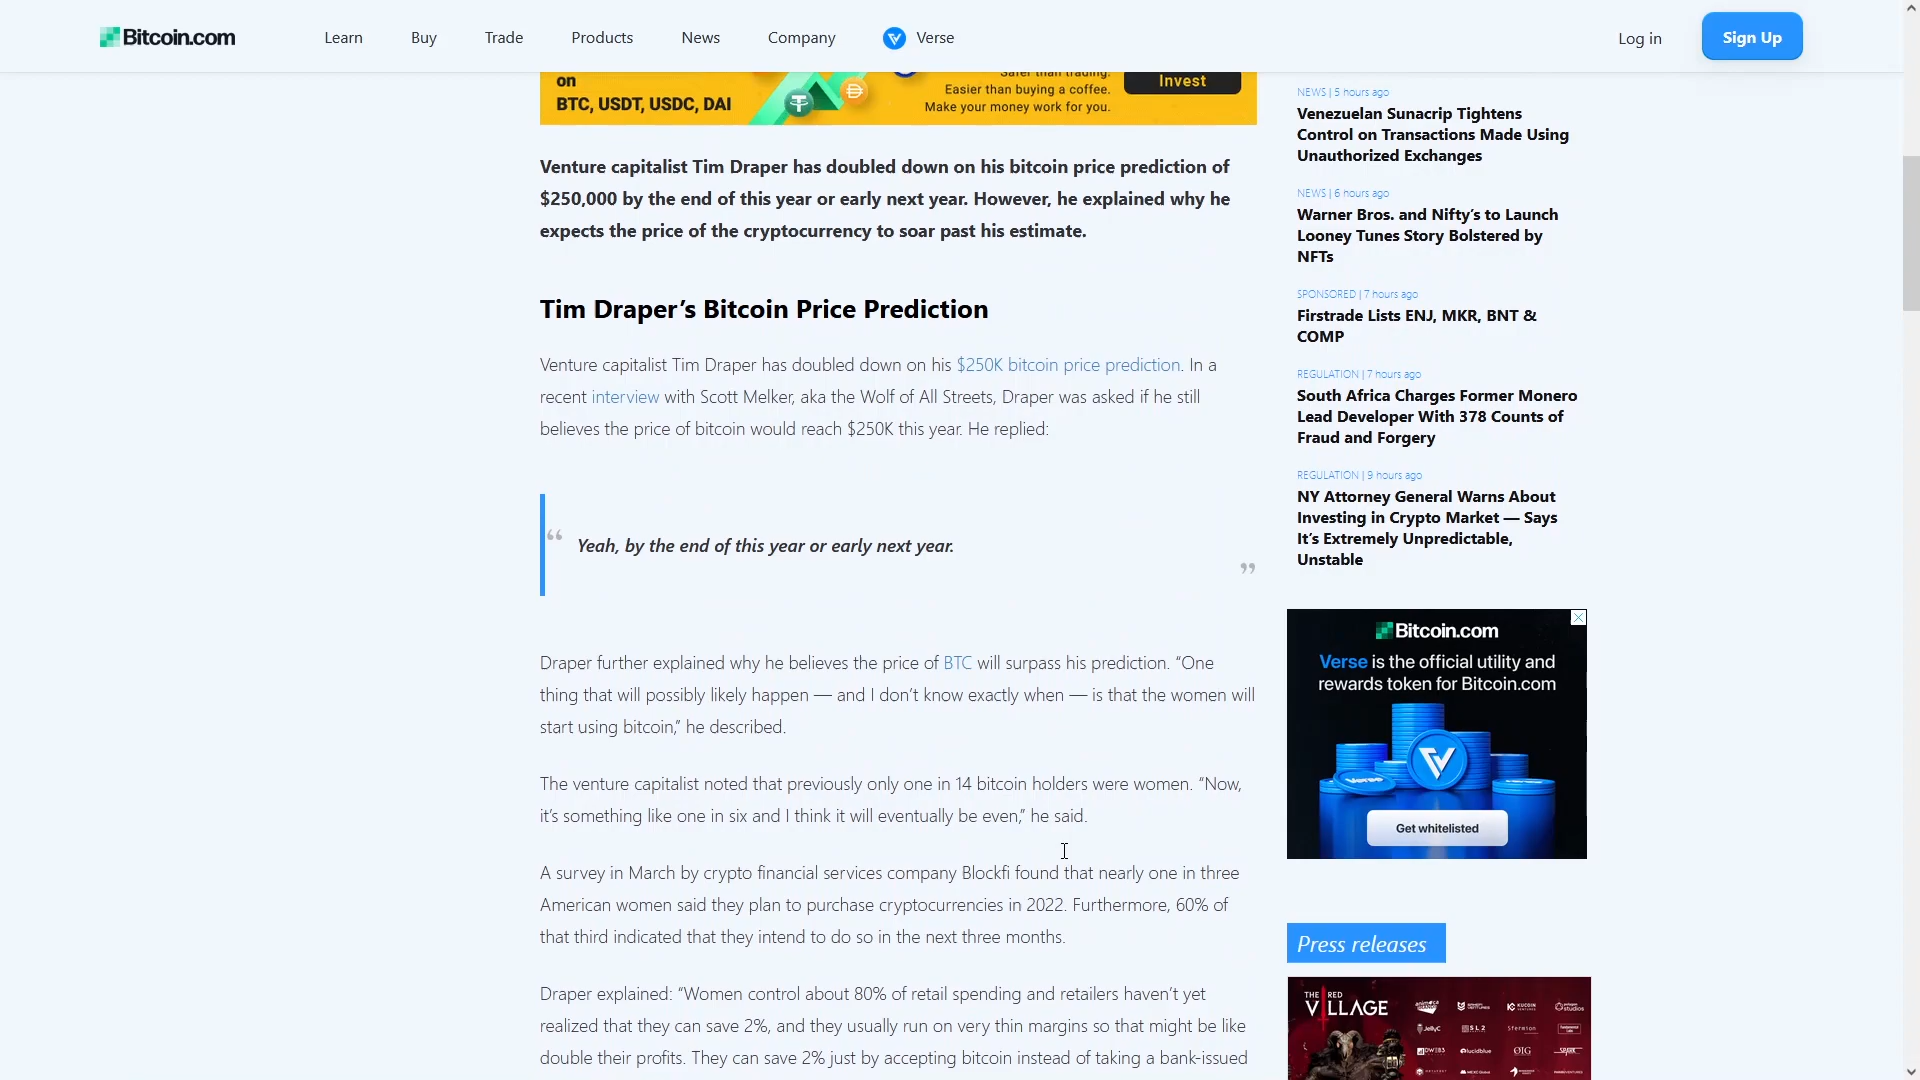 Bitcoin.com
Learn
Buy
Trade
Products
News
Company
Verse
Log in
Sign Up
on
BTC, USDT, USDC, DAI
Safer than trading.
Easier than buying a coffee.
Make your money work for you.
Invest
Venture capitalist Tim Draper has doubled down on his bitcoin price prediction of
$250,000 by the end of this year or early next year. However, he explained why he
expects the price of the cryptocurrency to soar past his estimate.
Tim Draper’s Bitcoin Price Prediction
Venture capitalist Tim Draper has doubled down on his $250K bitcoin price prediction. In a
recent interview with Scott Melker, aka the Wolf of All Streets, Draper was asked if he still
believes the price of bitcoin would reach $250K this year. He replied:
“ Yeah, by the end of this year or early next year. ”
Draper further explained why he believes the price of BTC will surpass his prediction. “One
thing that will possibly likely happen — and I don’t know exactly when — is that the women will
start using bitcoin,” he described.
The venture capitalist noted that previously only one in 14 bitcoin holders were women. “Now,
it’s something like one in six and I think it will eventually be even,” he said.
A survey in March by crypto financial services company Blockfi found that nearly one in three
American women said they plan to purchase cryptocurrencies in 2022. Furthermore, 60% of
that third indicated that they intend to do so in the next three months.
Draper explained: “Women control about 80% of retail spending and retailers haven’t yet
realized that they can save 2%, and they usually run on very thin margins so that might be like
double their profits. They can save 2% just by accepting bitcoin instead of taking a bank-issued
NEWS | 5 hours ago
Venezuelan Sunacrip Tightens
Control on Transactions Made Using
Unauthorized Exchanges
NEWS | 6 hours ago
Warner Bros. and Nifty’s to Launch
Looney Tunes Story Bolstered by
NFTs
SPONSORED | 7 hours ago
Firstrade Lists ENJ, MKR, BNT &
COMP
REGULATION | 7 hours ago
South Africa Charges Former Monero
Lead Developer With 378 Counts of
Fraud and Forgery
REGULATION | 9 hours ago
NY Attorney General Warns About
Investing in Crypto Market — Says
It’s Extremely Unpredictable,
Unstable
Bitcoin.com
Verse is the official utility and
rewards token for Bitcoin.com
Verse
Get whitelisted
Press releases
THE RED
VILLAGE
KUCOIN
JellyC
SL2
Sfermion
DWEB3
lucidblue
OIG